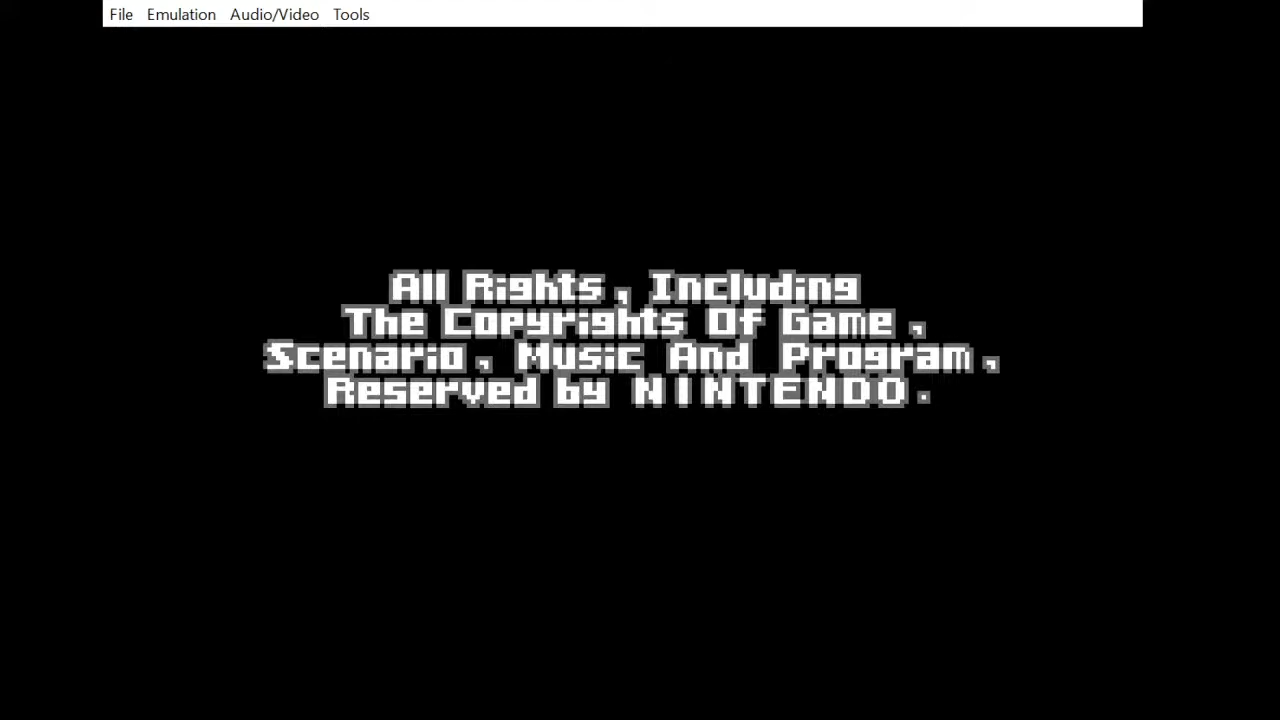 File Emulation Audio/Video Tools
All Rights, Including
The Copyrights Of Game,
Scenario, Music And Program,
Reserved by NINTENDO.